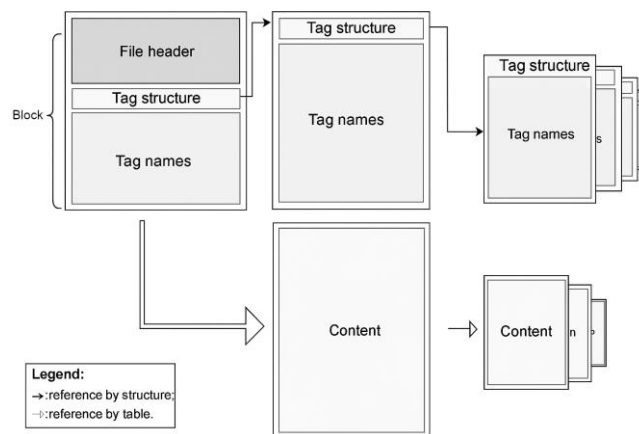 File header
Tag structure
Tag names
Block
Tag structure
Tag names
Tag structure
Tag names
s
Content
Content
n
Legend:
:reference by structure;
:reference by table.